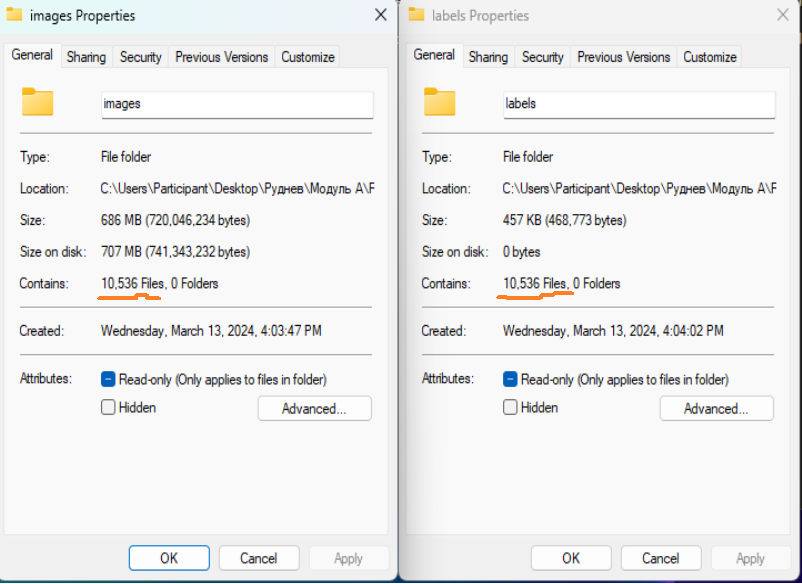 images Properties
General Sharing Security Previous Versions Customize
images
Type: File folder
Location: C:\Users\Participant\Desktop\Руднев\Модуль А\F
Size: 686 MB (720,046,234 bytes)
Size on disk: 707 MB (741,343,232 bytes)
Contains: 10,536 Files, 0 Folders
Created: Wednesday, March 13, 2024, 4:03:47 PM
Attributes: Read-only (Only applies to files in folder)
Hidden Advanced...
OK Cancel Apply
labels Properties
General Sharing Security Previous Versions Customize
labels
Type: File folder
Location: C:\Users\Participant\Desktop\Руднев\Модуль А\F
Size: 457 KB (468,773 bytes)
Size on disk: 0 bytes
Contains: 10,536 Files, 0 Folders
Created: Wednesday, March 13, 2024, 4:04:02 PM
Attributes: Read-only (Only applies to files in folder)
Hidden Advanced...
OK Cancel Apply